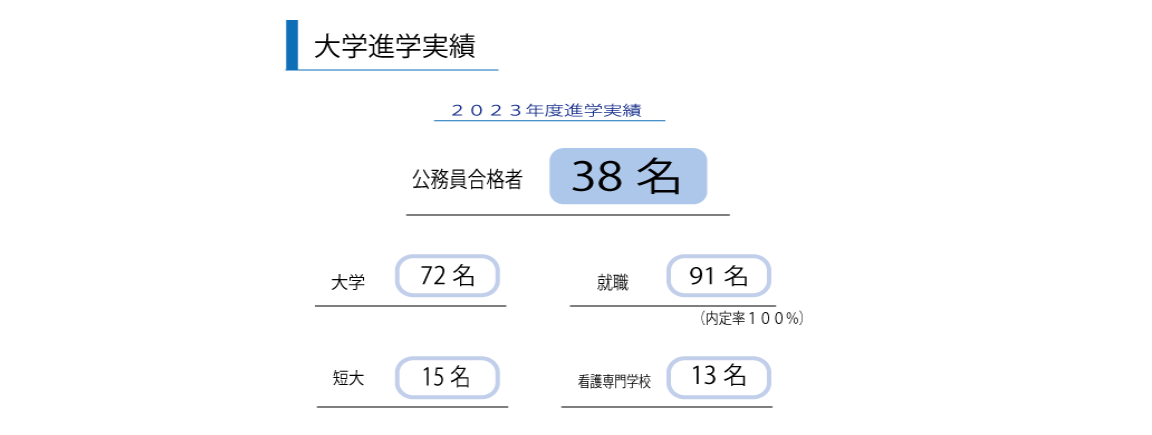 大学進学実績
２０２３年度進学実績
公務員合格者 38 名
大学 72 名
就職 91 名
（内定率１００％）
短大 15 名
看護専門学校 13 名